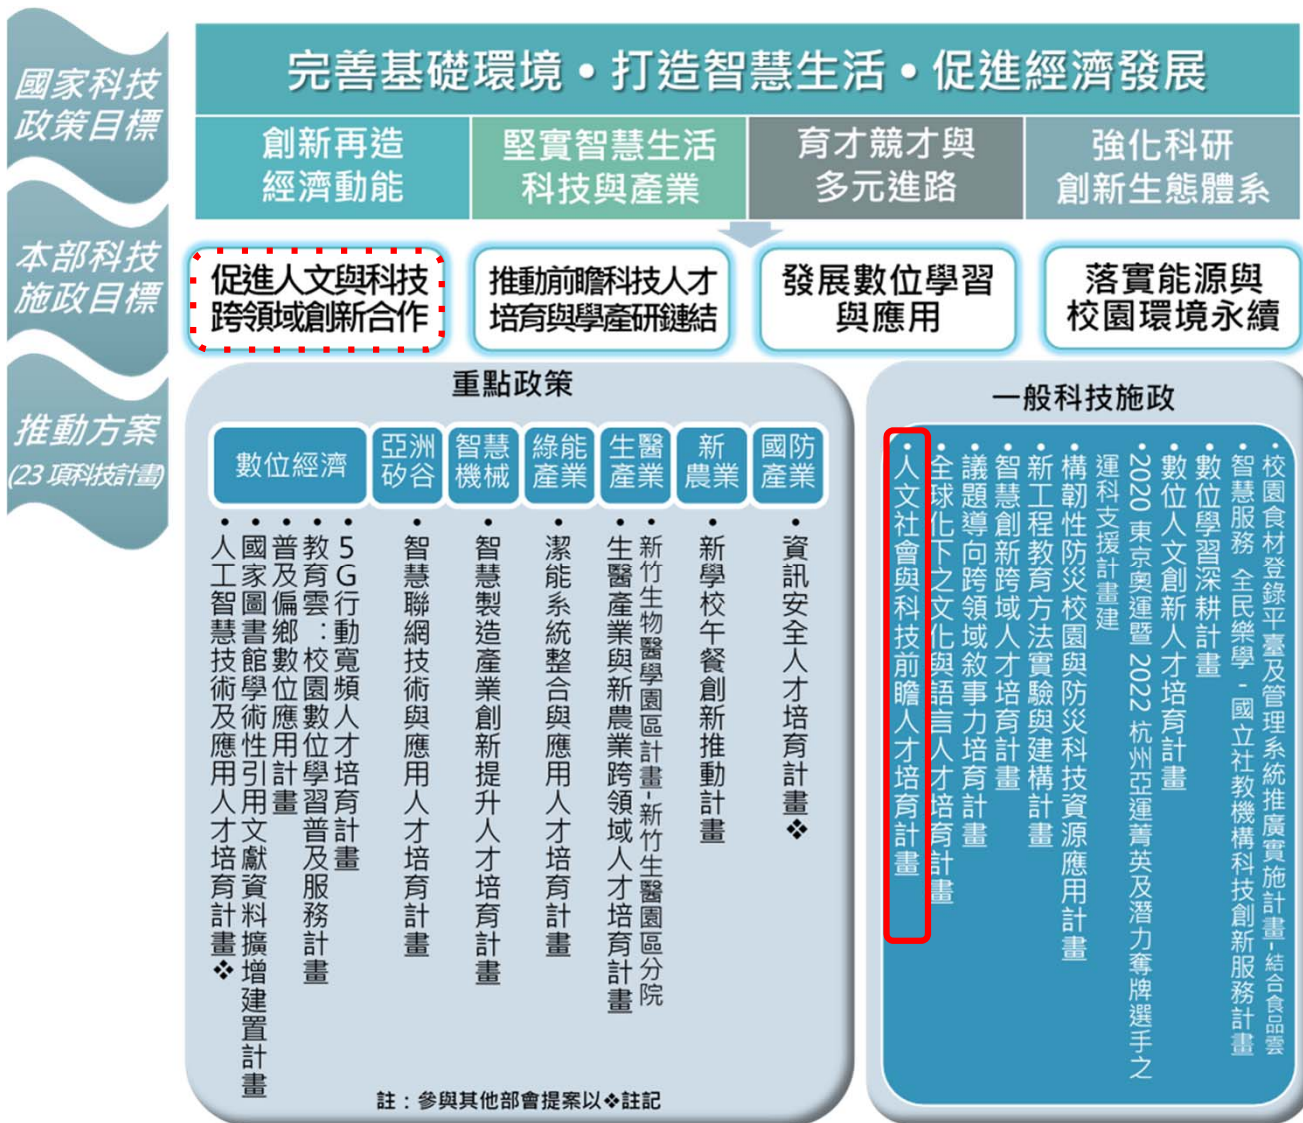 國家科技
政策目標
完善基礎環境•打造智慧生活•促進經濟發展
創新再造
經濟動能
堅實智慧生活
科技與產業
育才競才與
多元進路
強化科研
創新生態體系
本部科技
施政目標
促進人文與科技
跨領域創新合作
推動前瞻科技人才
培育與學產研鏈結
發展數位學習
與應用
落實能源與
校園環境永續
推動方案
(23 項科技計畫)
重點政策
數位經濟
•人工智慧技術及應用人才培育計畫❖
•國家圖書館學術性引用文獻資料擴增建置計畫
•普及偏鄉數位應用計畫
•教育雲：校園數位學習普及服務計畫
•5G行動寬頻人才培育計畫
亞洲
矽谷
•智慧聯網技術與應用人才培育計畫
智慧
機械
•智慧製造產業創新提升人才培育計畫
綠能
產業
•潔能系統整合與應用人才培育計畫
生醫
產業
•生醫產業與新農業跨領域人才培育計畫
•新竹生物醫學園區計畫-新竹生醫園區分院
新
農業
•新學校午餐創新推動計畫
國防
產業
•資訊安全人才培育計畫❖
註：參與其他部會提案以❖註記
一般科技施政
•人文社會與科技前瞻人才培育計畫
•全球化下之文化與語言人才培育計畫
•議題導向跨領域敘事力培育計畫
•智慧創新跨域人才培育計畫
•新工程教育方法實驗與建構計畫
•構韌性防災校園與防災科技資源應用計畫
運科支援計畫建
•2020 東京奧運暨 2022 杭州亞運菁英及潛力奪牌選手之
•數位人文創新人才培育計畫
•數位學習深耕計畫
•智慧服務 全民樂學 - 國立社教機構科技創新服務計畫
•校園食材登錄平臺及管理系統推廣實施計畫-結合食品雲